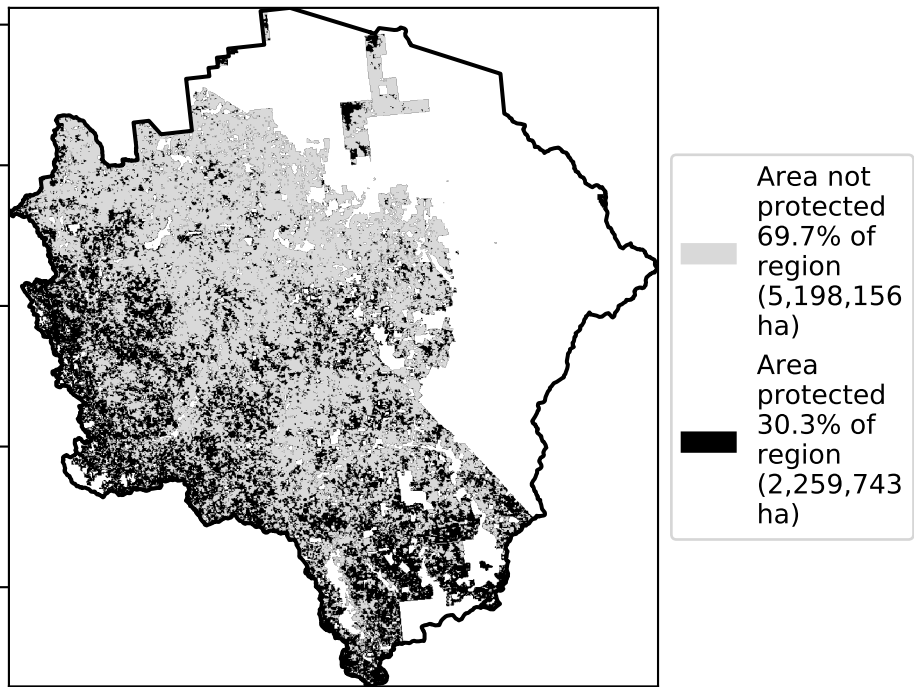 Area not
protected
69.7% of
region
(5,198,156
ha)
Area
protected
30.3% of
region
(2,259,743
ha)